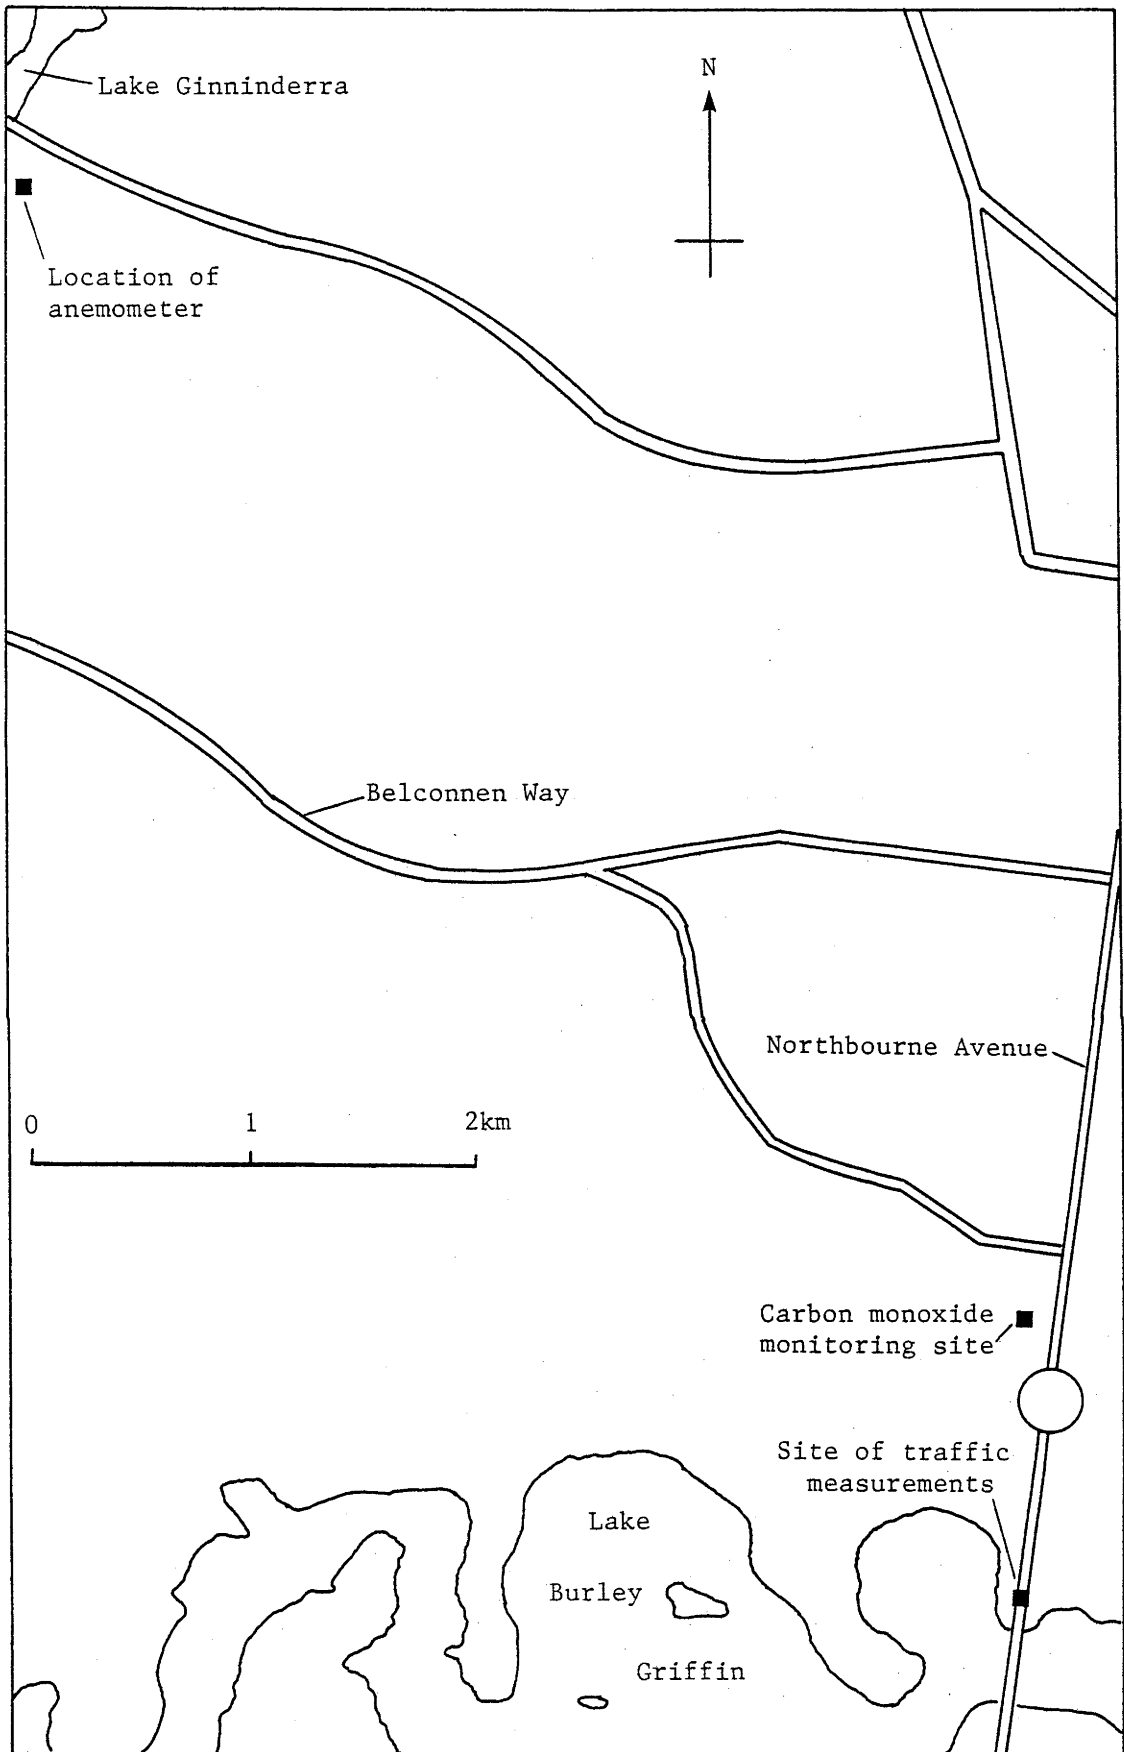 Lake Ginninderra
N
Location of
anemometer
Belconnen Way
Northbourne Avenue
0 1 2km
Carbon monoxide
monitoring site
Site of traffic
measurements
Lake
Burley
Griffin